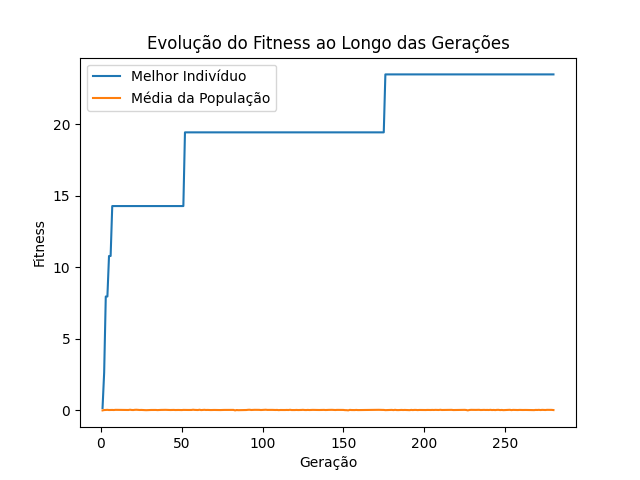 Evolução do Fitness ao Longo das Gerações
Melhor Indivíduo
Média da População
20
15
10
5
0
Fitness
0 50 100 150 200 250
Geração